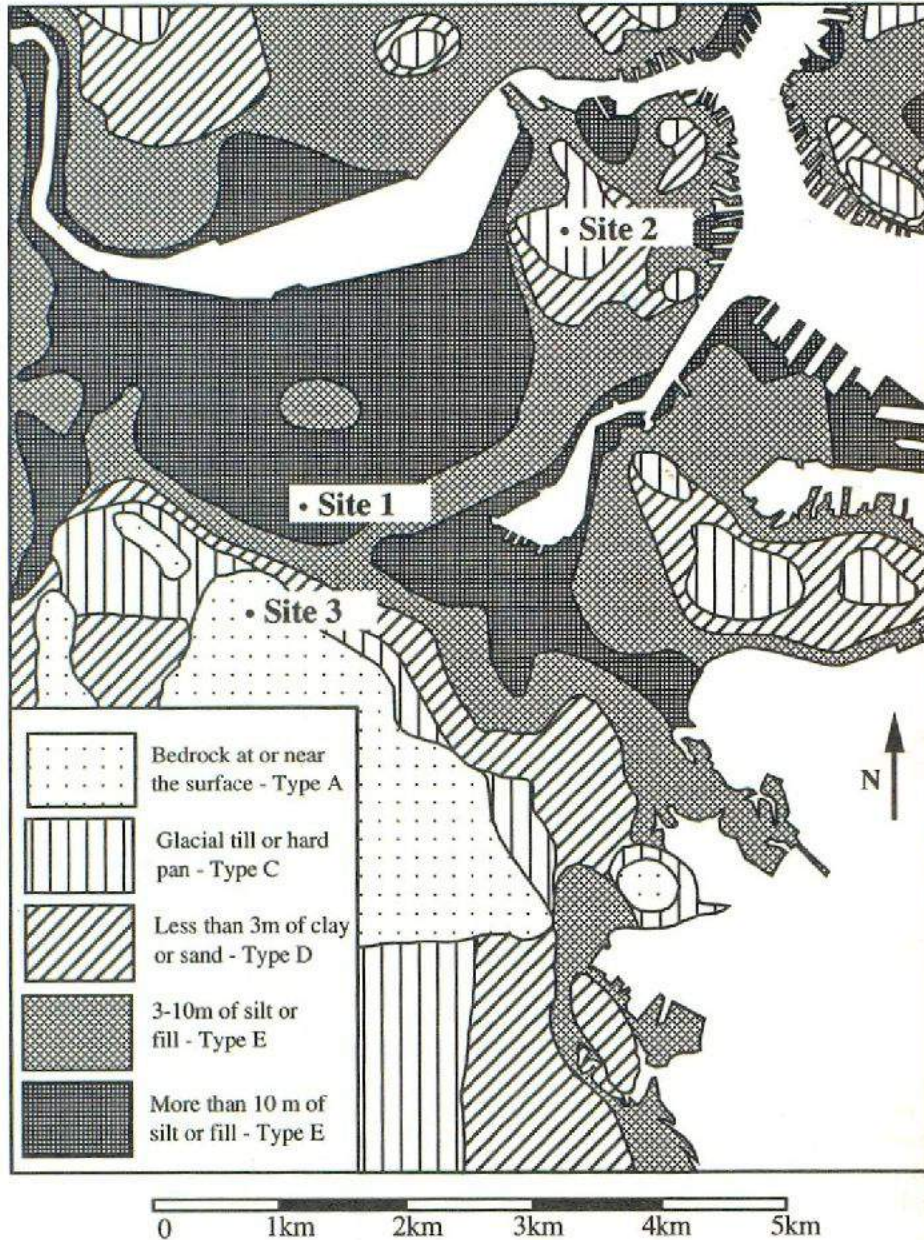 • Site 2
• Site 1
• Site 3
Bedrock at or near
the surface - Type A
Glacial till or hard
pan - Type C
Less than 3m of clay
or sand - Type D
3-10m of silt or
fill - Type E
More than 10 m of
silt or fill - Type E
N
0 1km 2km 3km 4km 5km